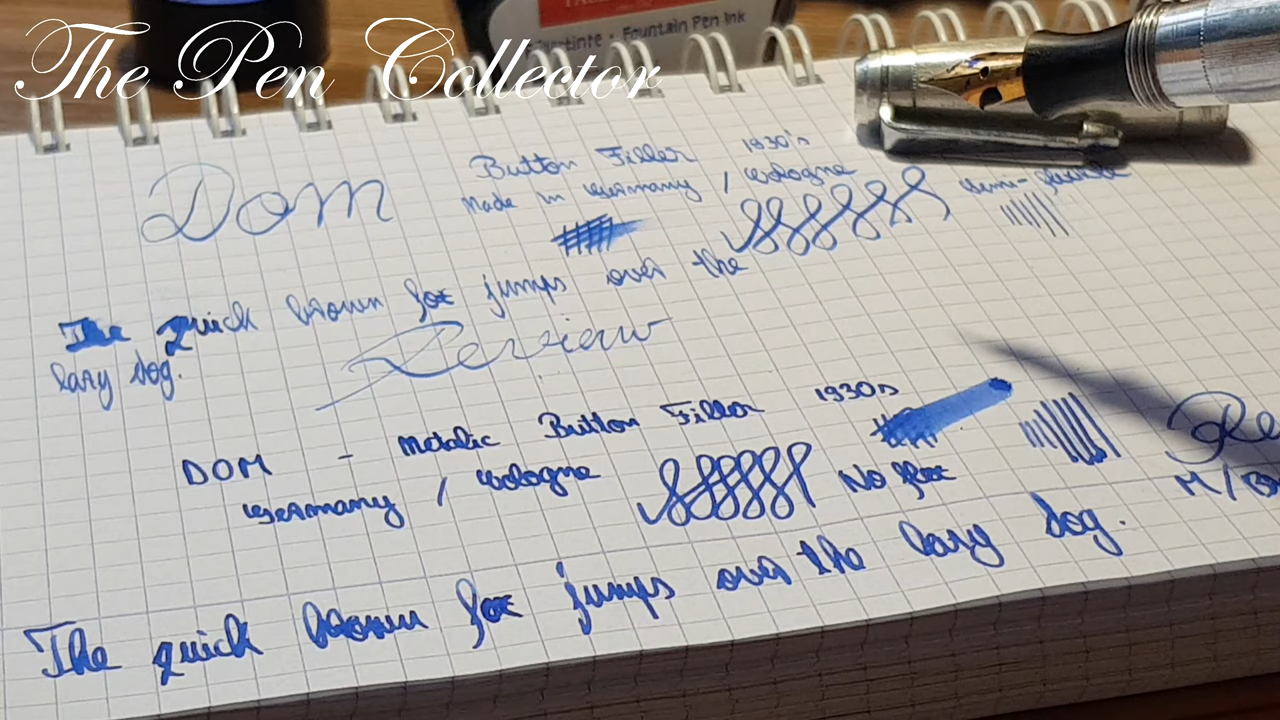 The Pen Collector
Fountain Pen Ink
Dom
Button Filler 1930's
Made in Germany / Cologne
semi-flexible
The quick brown fox jumps over the
lazy dog.
Review
DOM - Metalic Button Filler 1930s
Germany / Cologne
No flex
M / B
The quick brown fox jumps over the lazy dog.